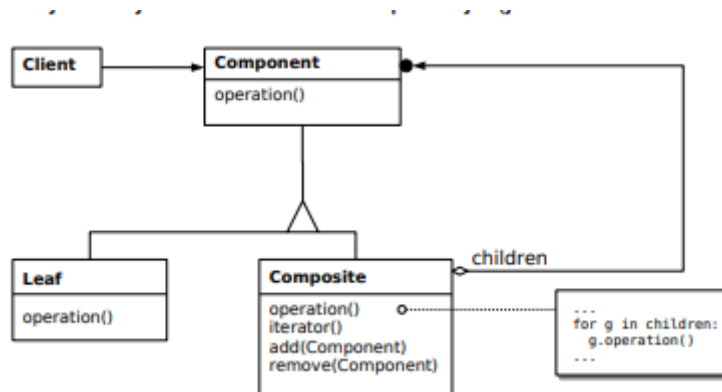 Client
Component
operation()
children
Leaf
operation()
Composite
operation()
iterator()
add(Component)
remove(Component)
...
for g in children:
g.operation()
...